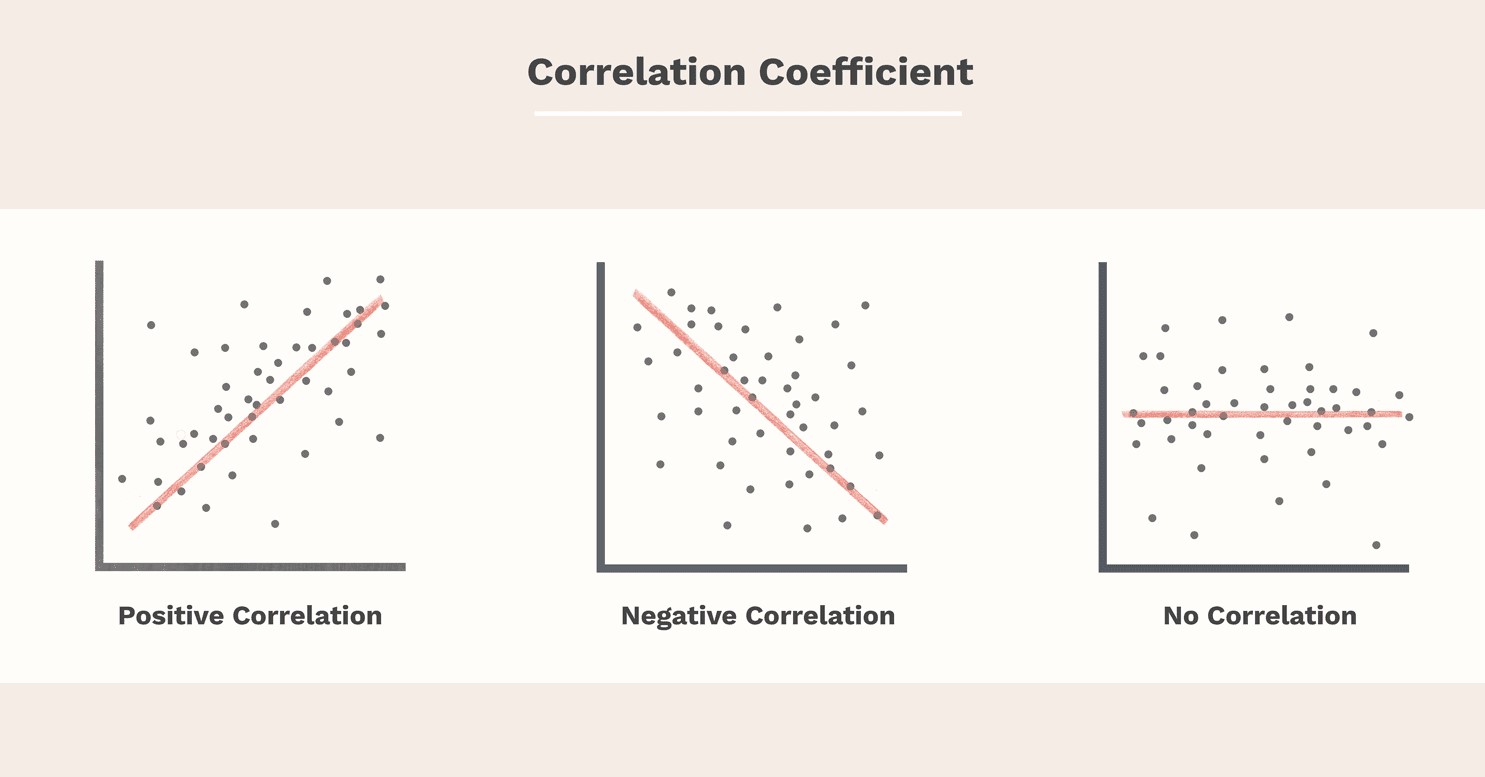 Correlation Coefficient
Positive Correlation
Negative Correlation
No Correlation